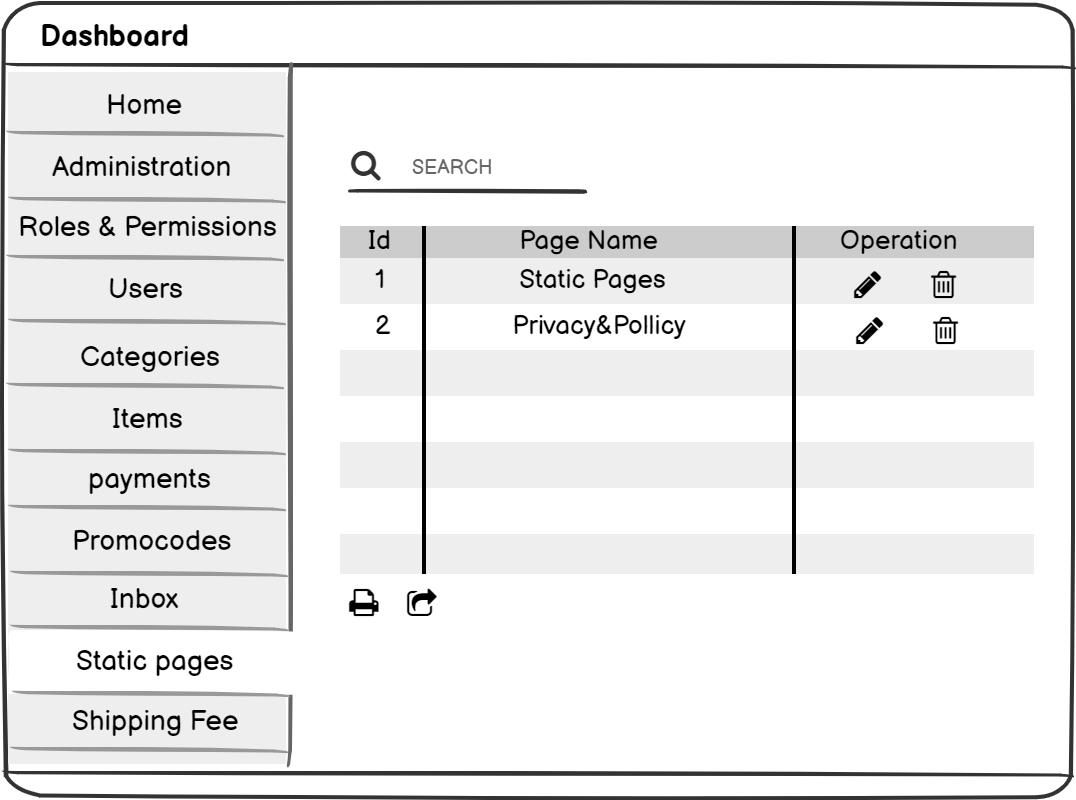 Dashboard
Home
Administration
Roles & Permissions
Users
Categories
Items
payments
Promocodes
Inbox
Static pages
Shipping Fee
SEARCH
Id Page Name Operation
1 Static Pages
2 Privacy&Pollicy